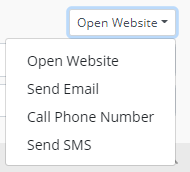 Open Website
Open Website
Send Email
Call Phone Number
Send SMS